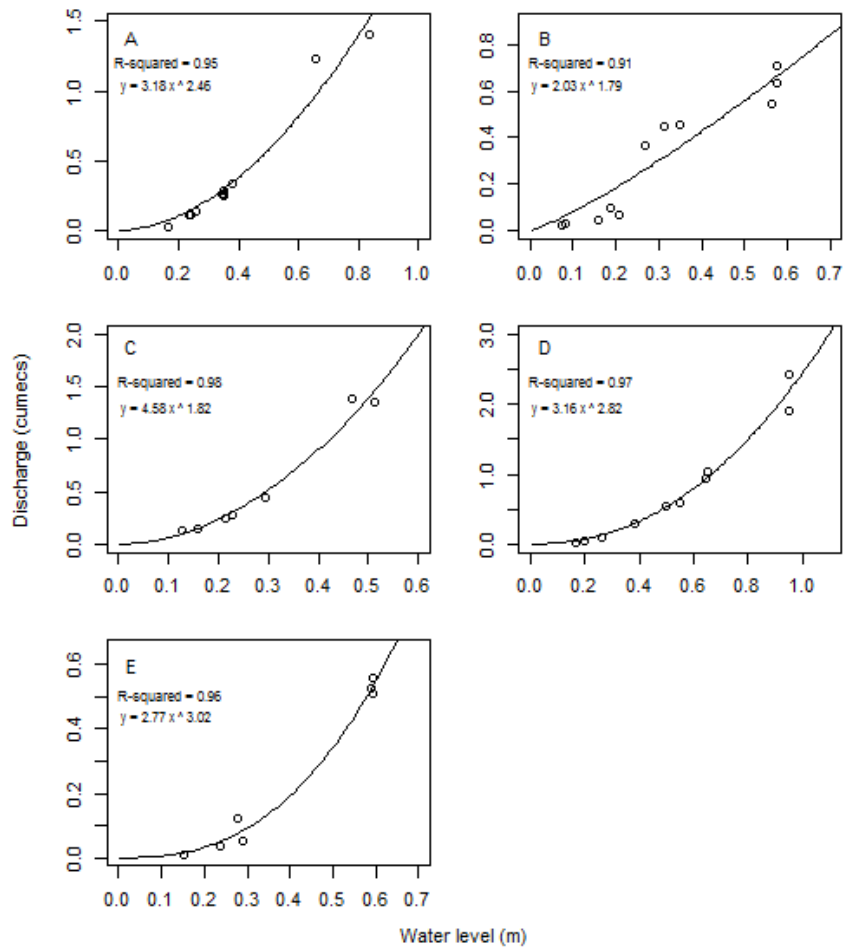 A
R-squared = 0.95
y = 3.18 x ^ 2.46
0.0 0.5 1.0 1.5
0.0 0.2 0.4 0.6 0.8 1.0
B
R-squared = 0.91
y = 2.03 x ^ 1.79
0.0 0.2 0.4 0.6 0.8
0.0 0.1 0.2 0.3 0.4 0.5 0.6 0.7
C
R-squared = 0.98
y = 4.58 x ^ 1.82
0.0 0.5 1.0 1.5 2.0
0.0 0.1 0.2 0.3 0.4 0.5 0.6
D
R-squared = 0.97
y = 3.16 x ^ 2.82
0.0 1.0 2.0 3.0
0.0 0.2 0.4 0.6 0.8 1.0
E
R-squared = 0.96
y = 2.77 x ^ 3.02
0.0 0.2 0.4 0.6
0.0 0.1 0.2 0.3 0.4 0.5 0.6 0.7
Discharge (cumecs)
Water level (m)